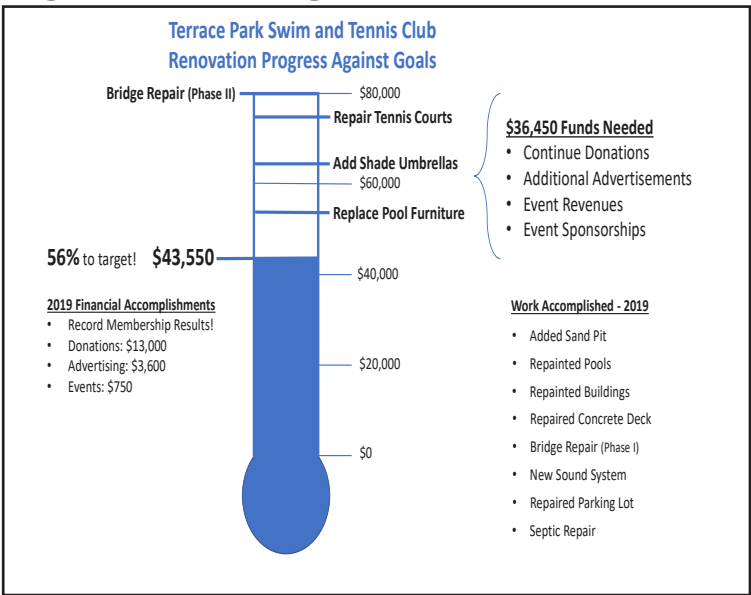 Terrace Park Swim and Tennis Club
Renovation Progress Against Goals
Bridge Repair (Phase II)
$80,000
Repair Tennis Courts
Add Shade Umbrellas
$60,000
Replace Pool Furniture
56% to target! $43,550
$40,000
$20,000
$0
$36,450 Funds Needed
• Continue Donations
• Additional Advertisements
• Event Revenues
• Event Sponsorships
2019 Financial Accomplishments
• Record Membership Results!
• Donations: $13,000
• Advertising: $3,600
• Events: $750
Work Accomplished - 2019
• Added Sand Pit
• Repainted Pools
• Repainted Buildings
• Repaired Concrete Deck
• Bridge Repair (Phase I)
• New Sound System
• Repaired Parking Lot
• Septic Repair